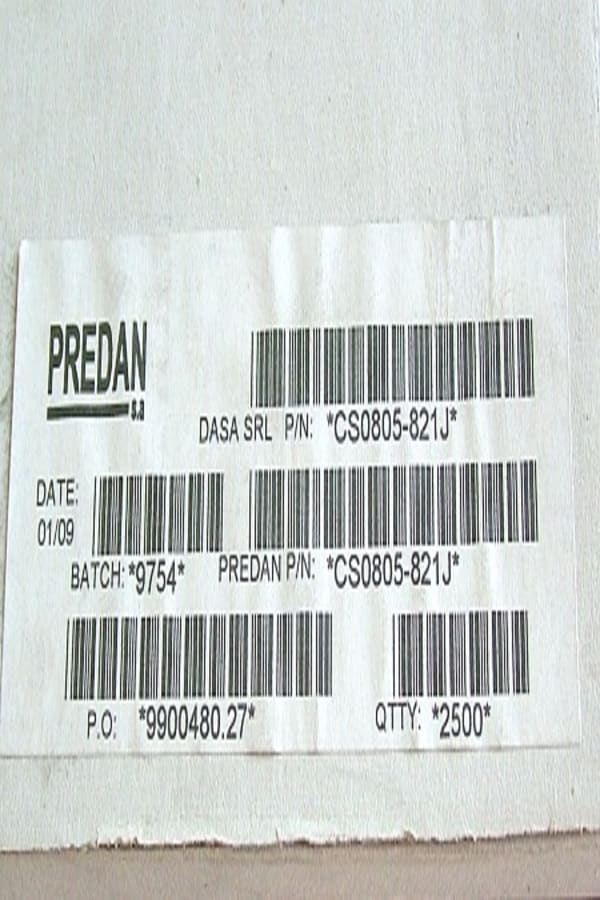 PREDAN
s.a
DASA SRL P/N: *CS0805-821J*
DATE:
01/09
BATCH: *9754* PREDAN P/N: *CS0805-821J*
P.O: *9900480.27* QTTY: *2500*